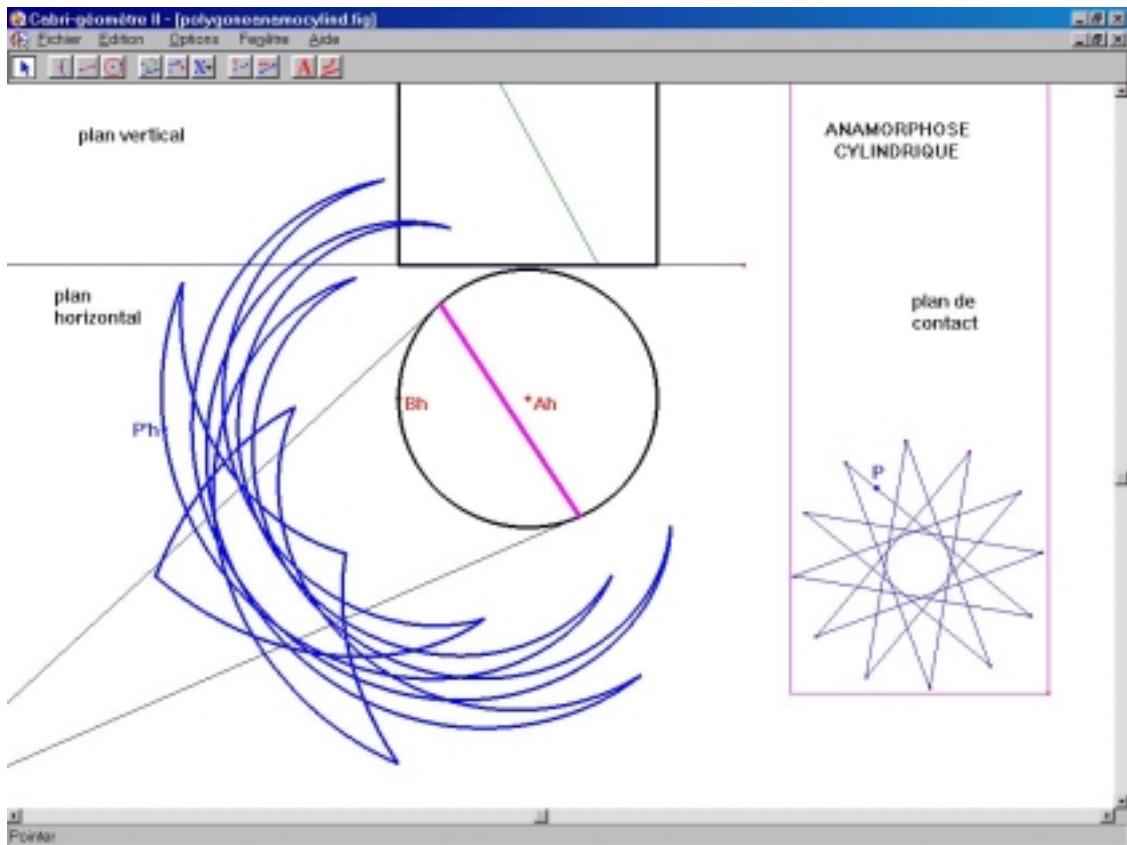 Cabri-géomètre II - [polygoneanamocylind.fig]
Fichier Edition Options Fenêtre Aide
plan vertical
ANAMORPHOSE
CYLINDRIQUE
plan
horizontal
plan de
contact
Bh
Ah
P'h
P
Pointer